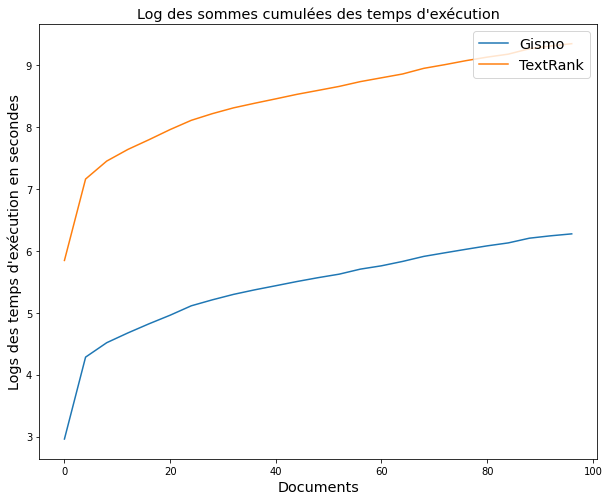 Log des sommes cumulées des temps d'exécution
Gismo
TextRank
Logs des temps d'exécution en secondes
9
8
7
6
5
4
3
0 20 40 60 80 100
Documents